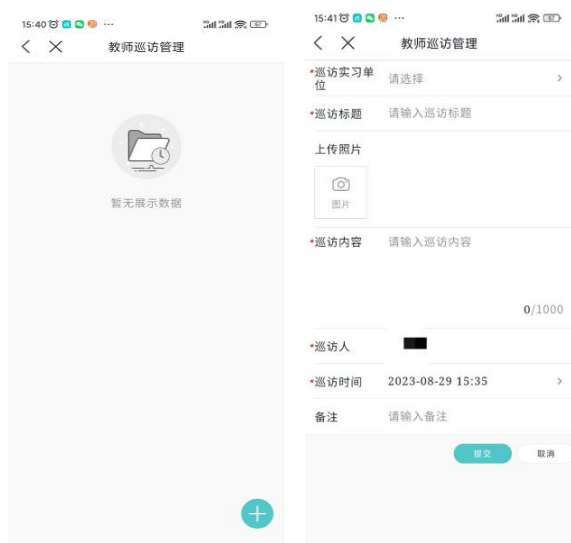 15:40
教师巡访管理
暂无展示数据
15:41
教师巡访管理
*巡访实习单位
请选择
*巡访标题
请输入巡访标题
上传照片
图片
*巡访内容
请输入巡访内容
0/1000
*巡访人
*巡访时间
2023-08-29 15:35
备注
请输入备注
提交
取消